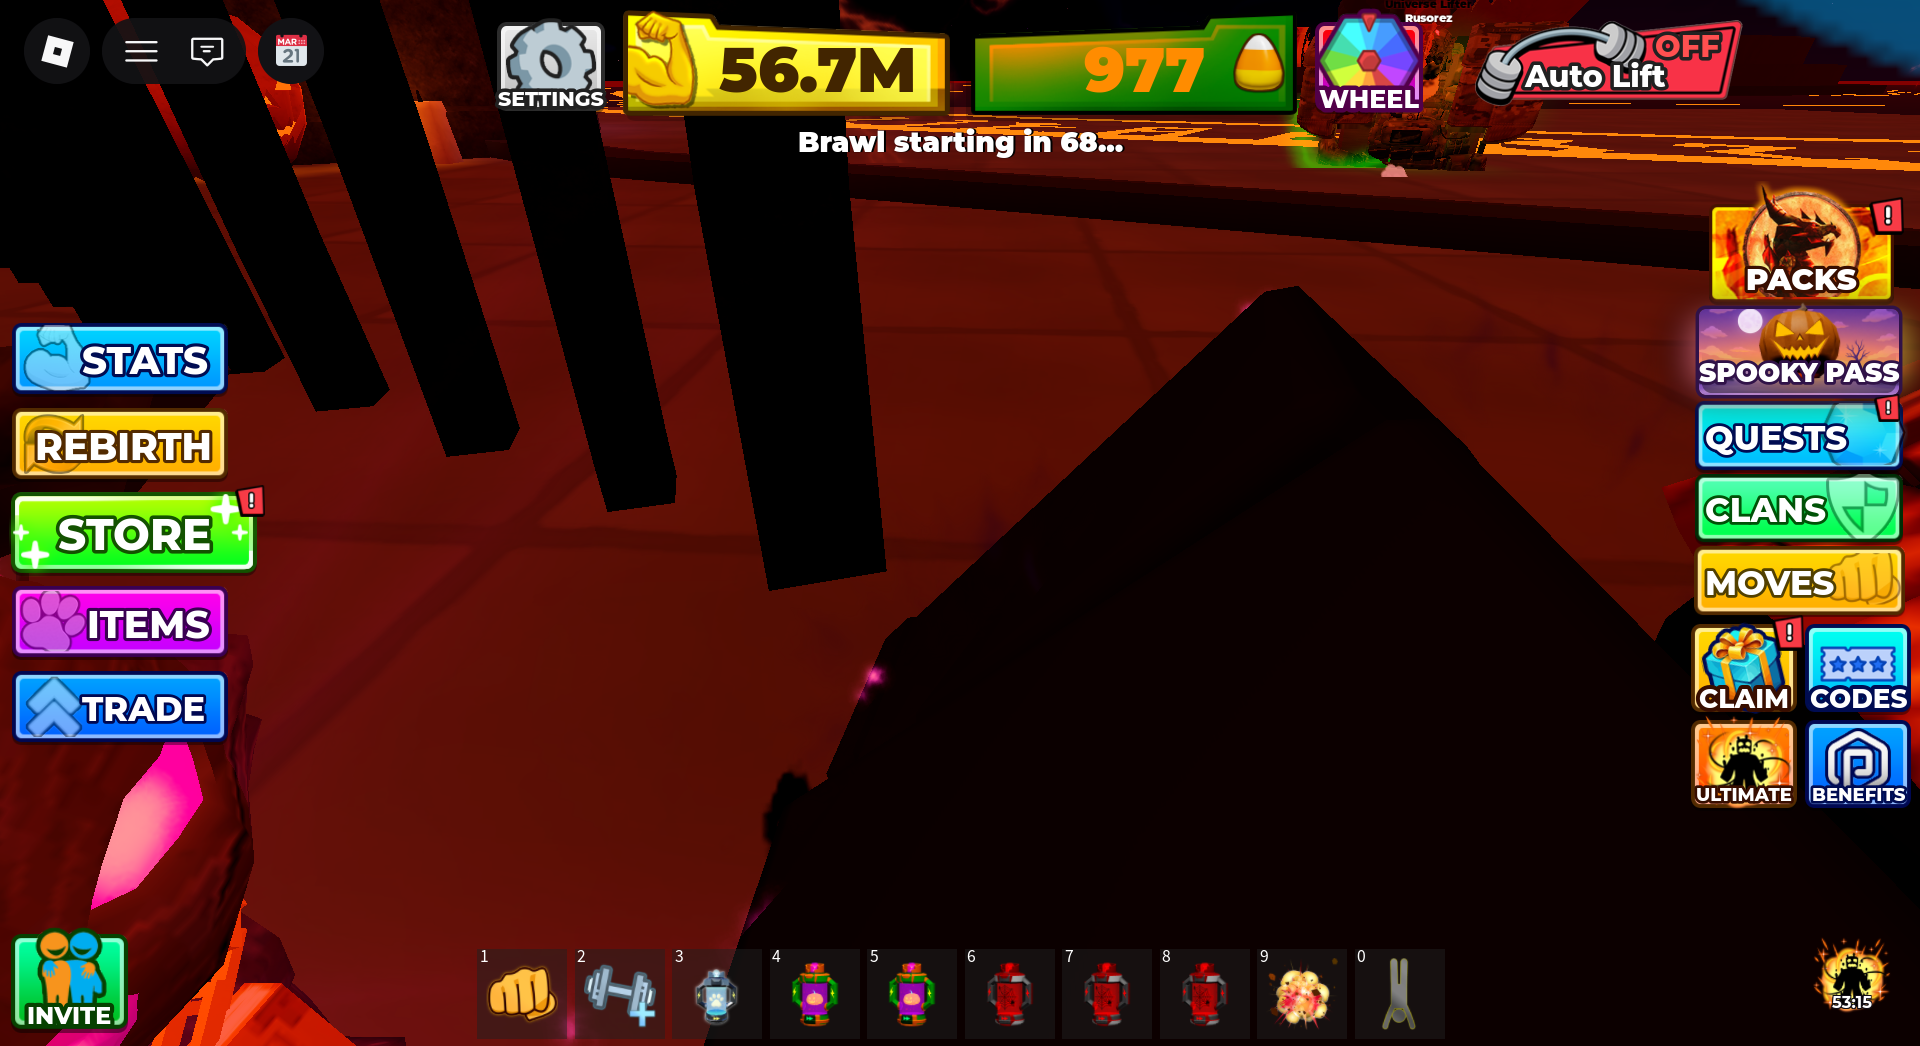 Universe Lifter
Rusorez
MAR
21
SETTINGS
56.7M
977
WHEEL
OFF
Auto Lift
Brawl starting in 68...
PACKS
!
SPOOKY PASS
STATS
REBIRTH
STORE
!
ITEMS
TRADE
QUESTS
!
CLANS
MOVES
CLAIM
!
CODES
ULTIMATE
BENEFITS
INVITE
1
2
3
4
5
6
7
8
9
0
53:15